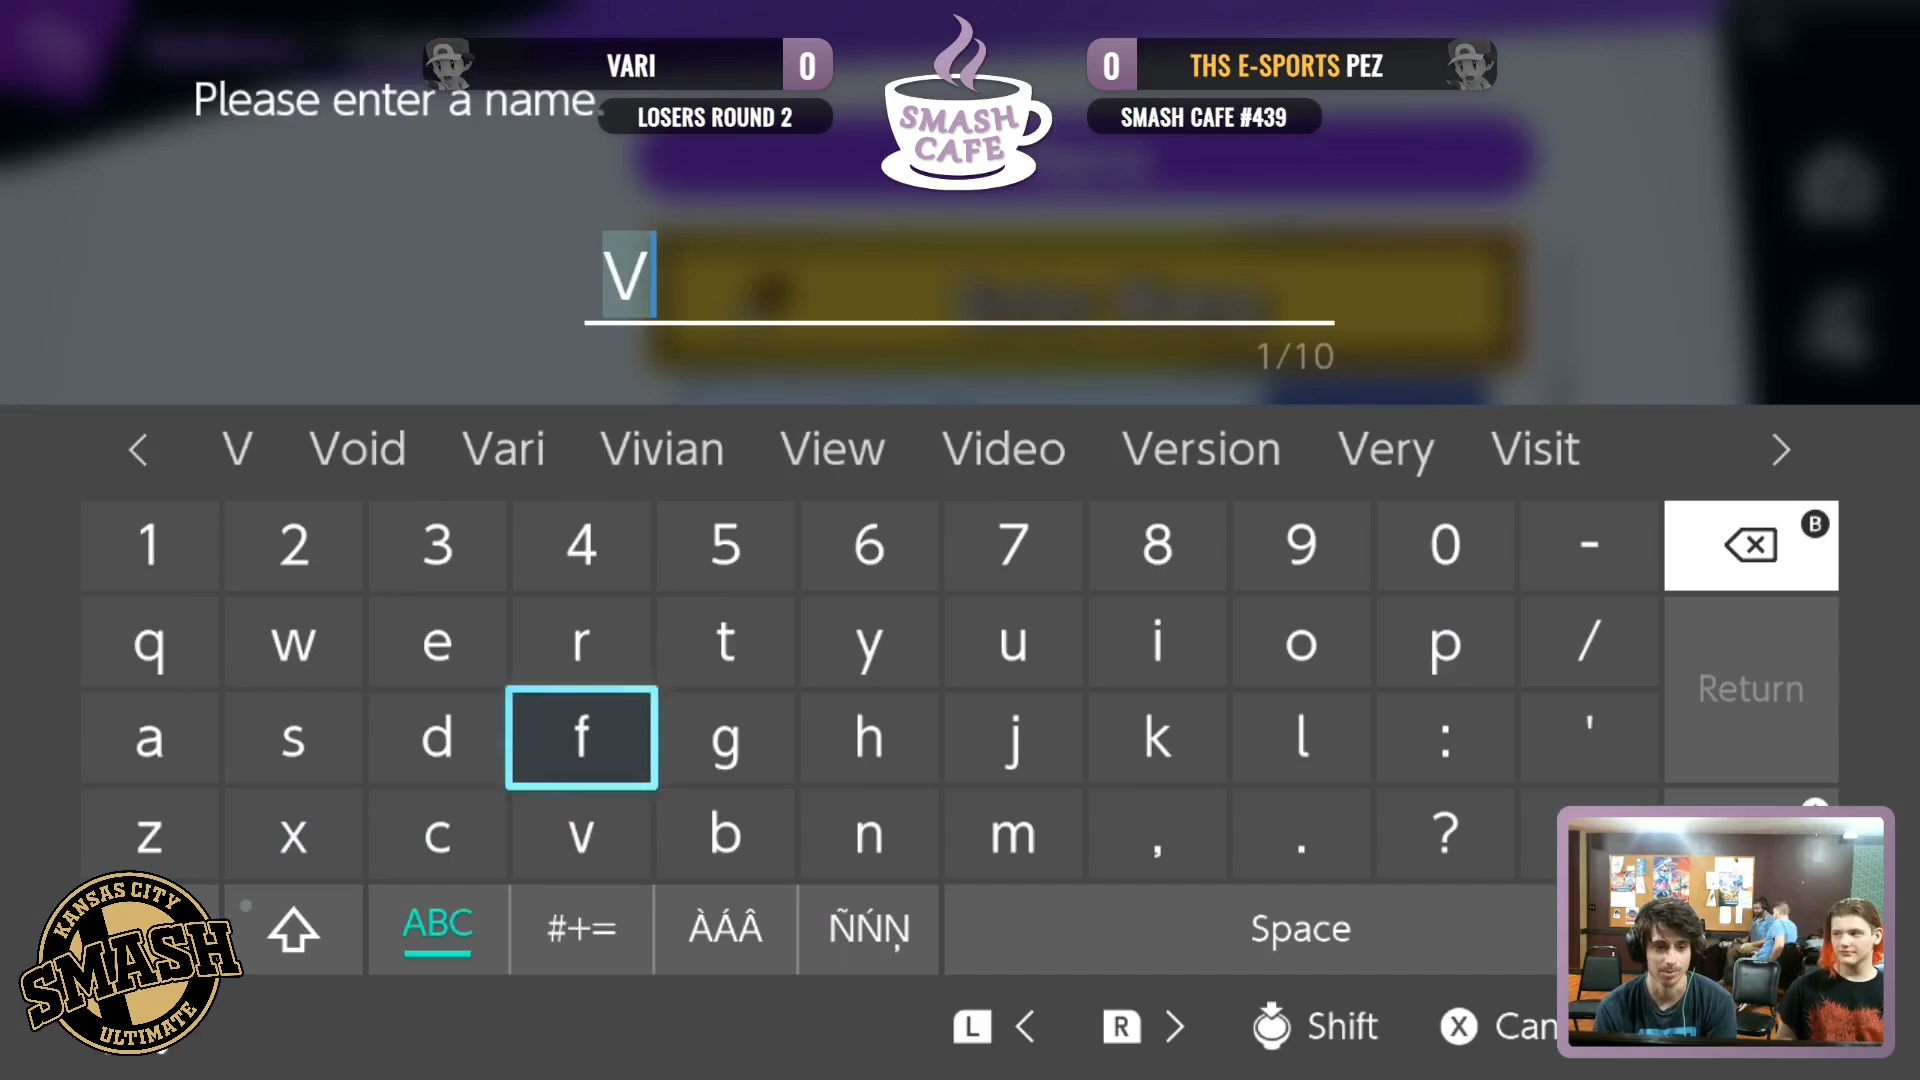 VARI 0
0 THS E-SPORTS PEZ
Please enter a name.
LOSERS ROUND 2
SMASH CAFE
SMASH CAFE #439
V
1/10
< V Void Vari Vivian View Video Version Very Visit >
1 2 3 4 5 6 7 8 9 0 - B
q w e r t y u i o p /
Return
a s d f g h j k l : '
z x c v b n m , . ?
ABC #+= ÀÁÂ ÑŃŅ Space
KANSAS CITY
SMASH
ULTIMATE
L < R > Shift X Can